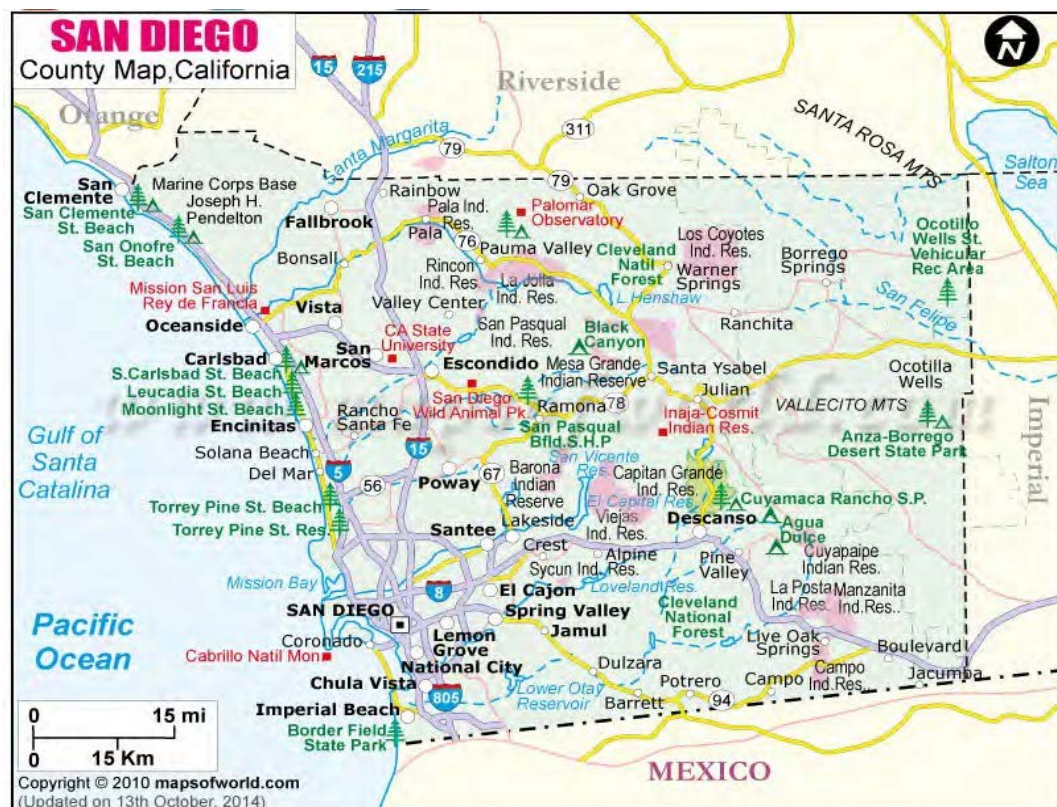 SAN DIEGO
County Map,California
N
15
215
Riverside
Orange
SANTA ROSA MTS
Salton
Sea
311
79
Santa Margarita
79
San
Clemente
Marine Corps Base
Joseph H.
Pendelton
San Clemente
St. Beach
San Onofre
St. Beach
Rainbow
Fallbrook
Pala Ind.
Res.
Pala
Palomar
Observatory
Oak Grove
76
Pauma Valley
Cleveland
Natil
Forest
Los Coyotes
Ind. Res.
Warner
Springs
Borrego
Springs
Ocotillo
Wells St.
Vehicular
Rec Area
Bonsall
Rincon
Ind. Res.
La Jolla
Ind. Res.
L Henshaw
San Felipe
Mission San Luis
Rey de Francia
Vista
Valley Center
San Pasqual
Ind. Res.
Ranchita
Oceanside
CA State
University
Black
Canyon
Carlsbad
San
Marcos
Escondido
Mesa Grande
Indian Reserve
Santa Ysabel
Ocotilla
Wells
S.Carlsbad St. Beach
Leucadia St. Beach
Moonlight St. Beach
San Diego
Wild Animal Pk.
Julian
78
Ramona
VALLECITO MTS
Imperial
Encinitas
Rancho
Santa Fe
San Pasqual
Bfld.S.H.P
Inaja-Cosmit
Indian Res.
Anza-Borrego
Desert State Park
Gulf of
Santa
Catalina
Solana Beach
Del Mar
5
15
56
Poway
67
Barona
Indian
Reserve
San Vicente
Res.
Capitan Grande
Ind. Res.
El Capital Res.
Cuyamaca Rancho S.P.
Torrey Pine St. Beach
Torrey Pine St. Res.
Santee
Lakeside
Viejas
Ind. Res.
Descanso
Agua
Dulce
Crest
Alpine
Sycun Ind. Res.
Pine
Valley
Cuyapaipe
Indian Res.
Mission Bay
8
El Cajon
Loveland Res.
La Posta
Ind Res.
Manzanita
Ind.Res..
SAN DIEGO
Spring Valley
Cleveland
National
Forest
Pacific
Ocean
Coronado
Lemon
Grove
Jamul
Live Oak
Springs
Boulevard
Cabrillo Natil Mon
National City
Dulzara
Campo
Ind.Res..
Jacumba
Chula Vista
805
Lower Otay
Reservoir
Potrero
Campo
Imperial Beach
Barrett
94
Border Field
State Park
MEXICO
0 15 mi
0 15 Km
Copyright © 2010 mapsofworld.com
(Updated on 13th October, 2014)